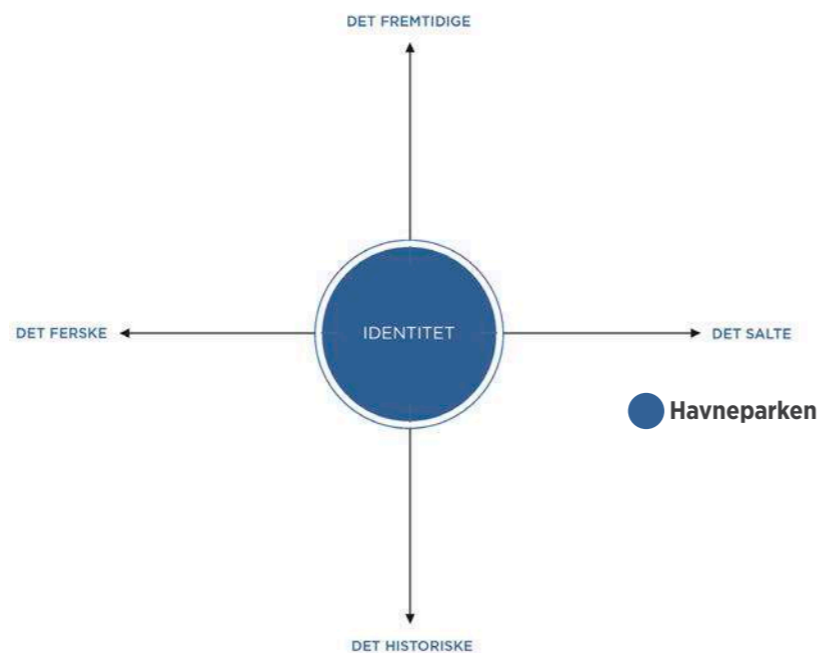 DET FREMTIDIGE
DET FERSKE
IDENTITET
DET SALTE
Havneparken
DET HISTORISKE